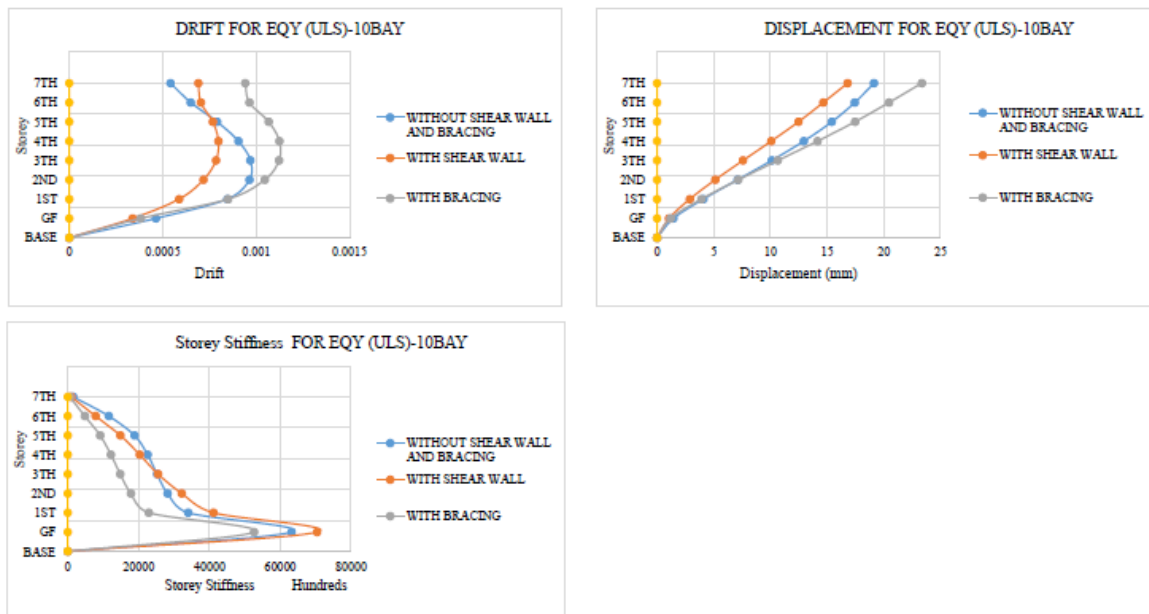 DRIFT FOR EQY (ULS)-10BAY
Storey
7TH
6TH
5TH
4TH
3TH
2ND
1ST
GF
BASE
0 0.0005 0.001 0.0015
Drift
WITHOUT SHEAR WALL
AND BRACING
WITH SHEAR WALL
WITH BRACING
DISPLACEMENT FOR EQY (ULS)-10BAY
Storey
7TH
6TH
5TH
4TH
3TH
2ND
1ST
GF
BASE
0 5 10 15 20 25
Displacement (mm)
WITHOUT SHEAR WALL
AND BRACING
WITH SHEAR WALL
WITH BRACING
Storey Stiffness FOR EQY (ULS)-10BAY
Storey
7TH
6TH
5TH
4TH
3TH
2ND
1ST
GF
BASE
0 20000 40000 60000 80000
Storey Stiffness Hundreds
WITHOUT SHEAR WALL
AND BRACING
WITH SHEAR WALL
WITH BRACING